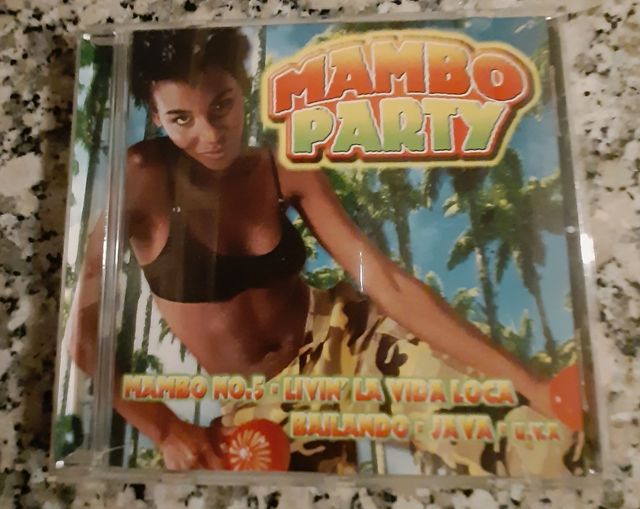 MAMBO
PARTY
MAMBO NO.5 · LIVIN' LA VIDA LOCA
BAILANDO · JAVA ·